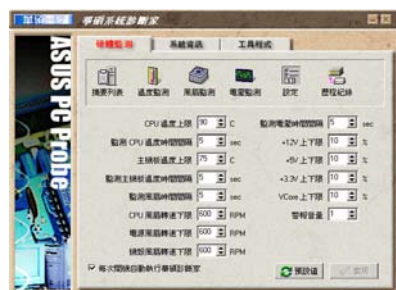 華碩系統診斷家
ASUS PC Probe
硬體監測 系統資訊 工具程式
摘要列表 溫度監測 風扇監測 電壓監測 設定 歷程紀錄
CPU 溫度上限 90 C 監測電壓時間間隔 5 sec
監測 CPU 溫度時間間隔 5 sec +12V 上下限 10 %
主機板溫度上限 75 C +5V 上下限 10 %
監測主機板溫度時間間隔 5 sec +3.3V 上下限 10 %
監測風扇時間間隔 5 sec VCore 上下限 10 %
CPU 風扇轉速下限 600 RPM 警報音量 1
電源風扇轉速下限 600 RPM
機殼風扇轉速下限 600 RPM
每次開機自動執行華碩診斷家 預設值 套用